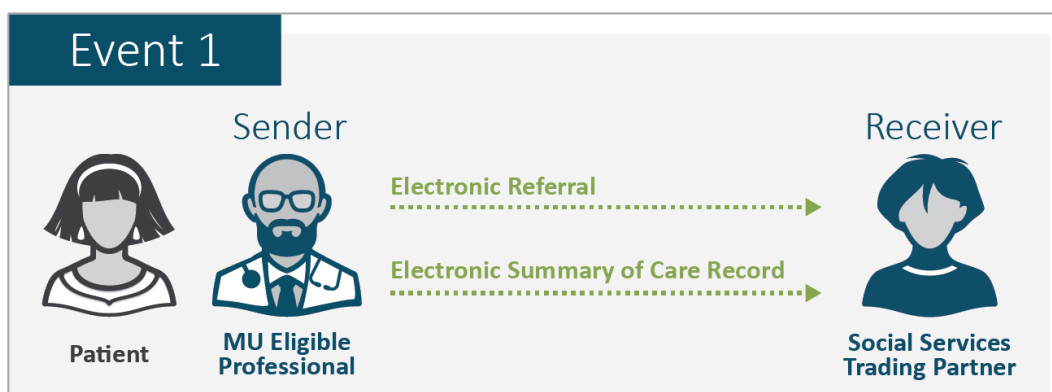 Event 1
Sender
Receiver
Electronic Referral
Electronic Summary of Care Record
Patient
MU Eligible
Professional
Social Services
Trading Partner